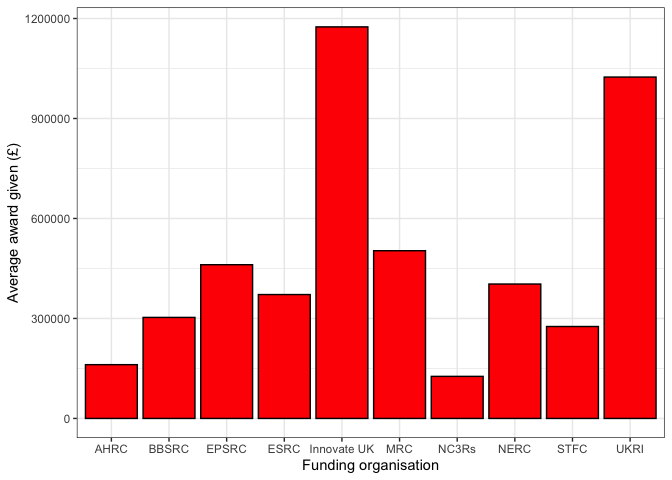 1200000
900000
600000
300000
0
Average award given (£)
AHRC BBSRC EPSRC ESRC Innovate UK MRC NC3Rs NERC STFC UKRI
Funding organisation